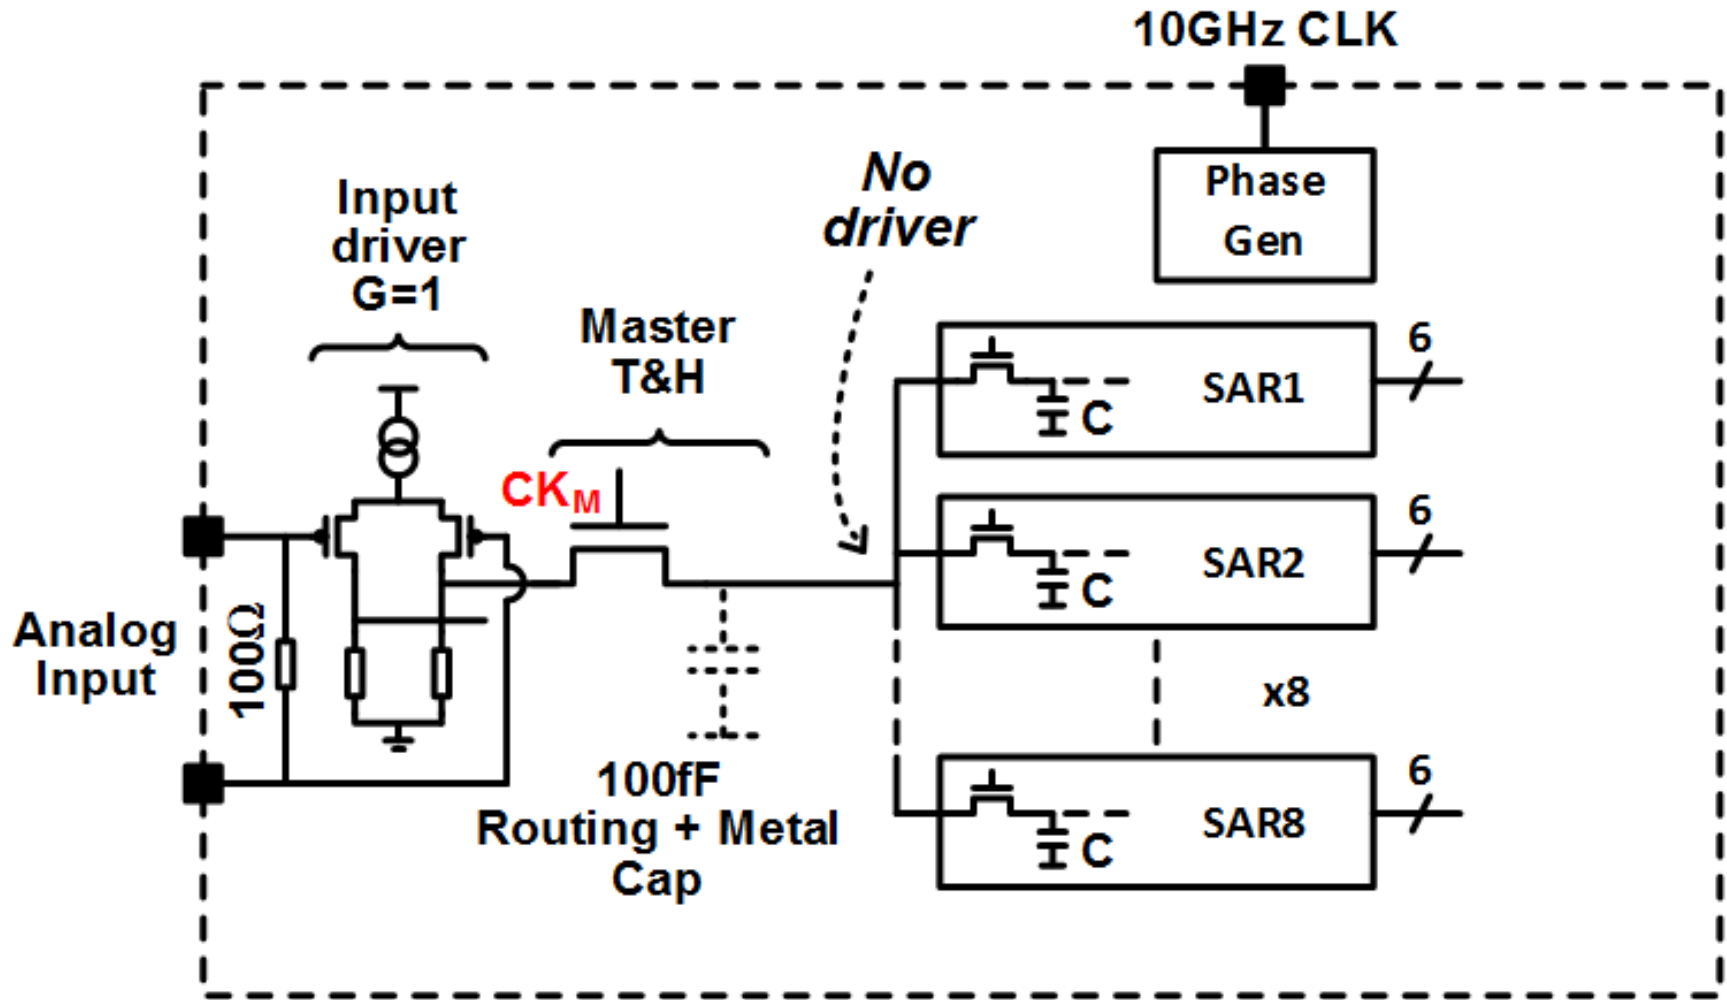 10GHz CLK
Phase
Gen
No
driver
Input
driver
G=1
Master
T&H
CKM
6
SAR1
C
6
SAR2
C
x8
6
SAR8
C
Analog
Input
100Ω
100fF
Routing + Metal
Cap